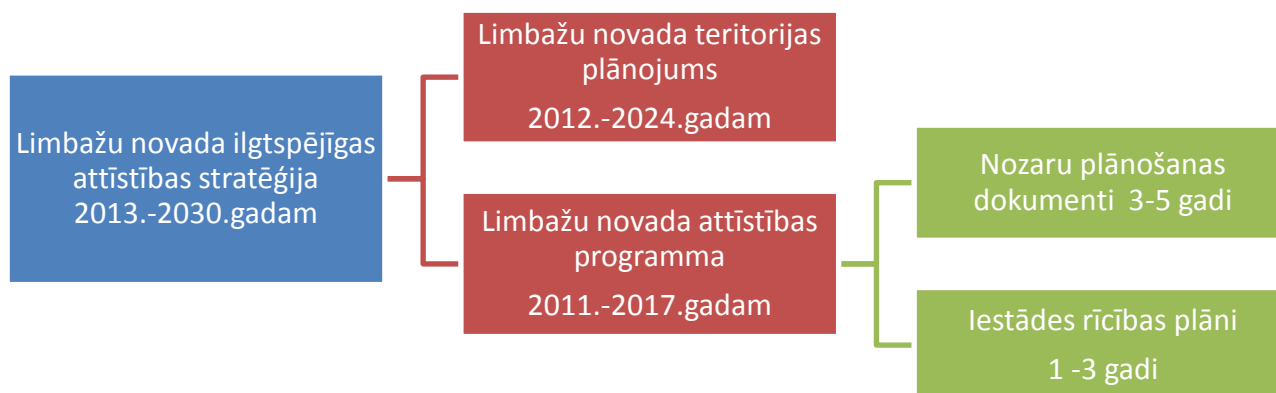 Limbažu novada ilgtspējīgas
attīstības stratēģija
2013.-2030.gadam
Limbažu novada teritorijas
plānojums
2012.-2024.gadam
Limbažu novada attīstības
programma
2011.-2017.gadam
Nozaru plānošanas
dokumenti 3-5 gadi
Iestādes rīcības plāni
1 -3 gadi